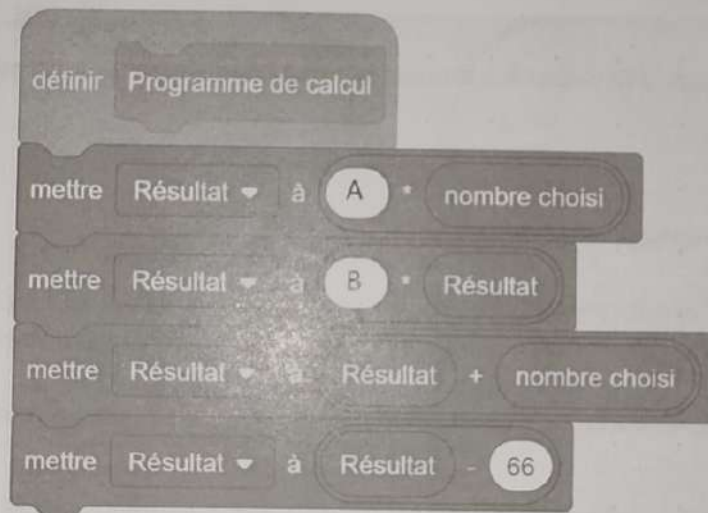 définir Programme de calcul
mettre Résultat à A * nombre choisi
mettre Résultat à B * Résultat
mettre Résultat à Résultat + nombre choisi
mettre Résultat à Résultat - 66